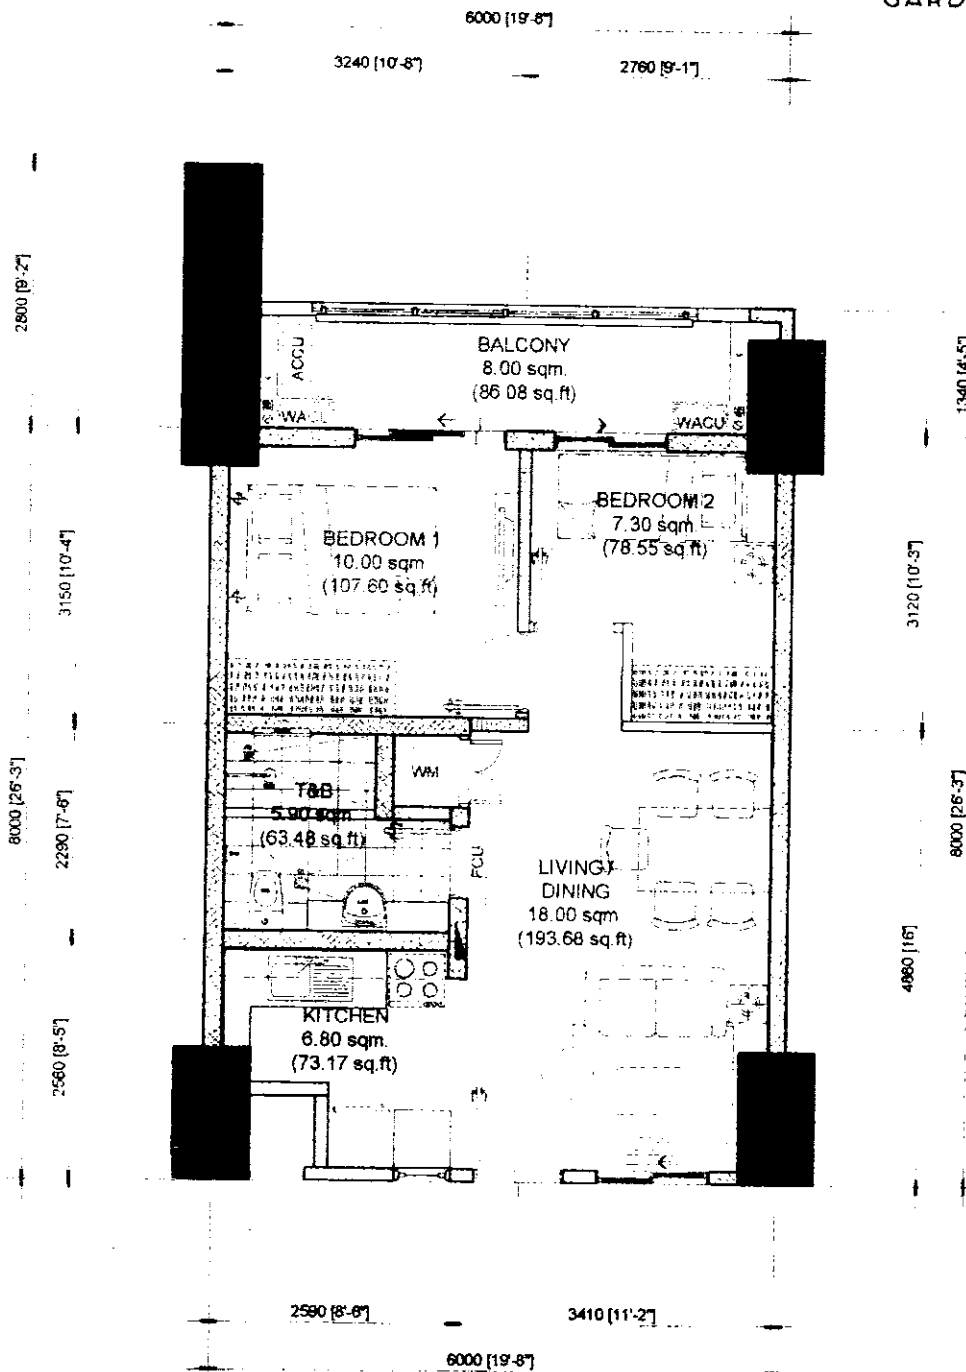 6000 [19'-8"]
3240 [10'-8"]
2760 [9'-1"]
2800 [9'-2"]
1340 [4'-5"]
BALCONY
8.00 sqm.
(86.08 sq.ft)
ACCU
WACU
BEDROOM 1
10.00 sqm
(107.60 sq.ft)
BEDROOM 2
7.30 sqm
(78.55 sq.ft)
3150 [10'-4"]
3120 [10'-3"]
8000 [26'-3"]
2290 [7'-6"]
T&B
5.90 sqm
(63.48 sq.ft)
WM
FCU
LIVING/
DINING
18.00 sqm
(193.68 sq.ft)
8000 [26'-3"]
4860 [16']
KITCHEN
6.80 sqm.
(73.17 sq.ft)
2560 [8'-5"]
2590 [8'-6"]
3410 [11'-2"]
6000 [19'-8"]